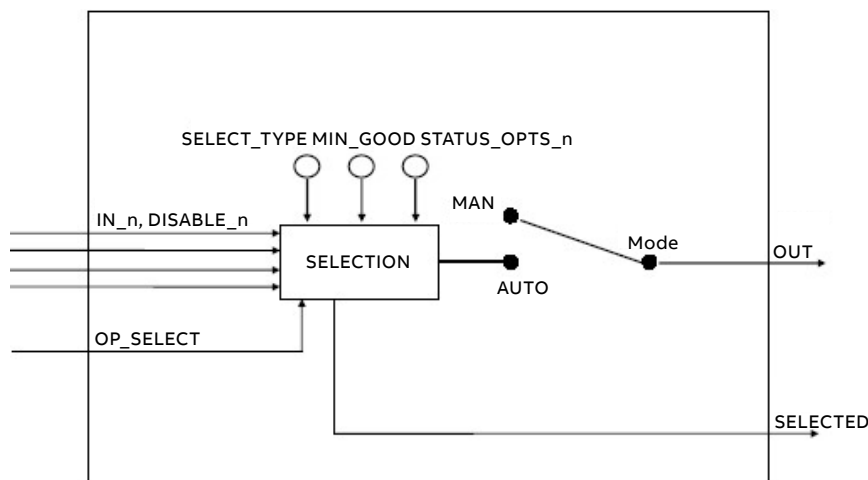 SELECT_TYPE MIN_GOOD STATUS_OPTS_n
MAN
IN_n, DISABLE_n
Mode
OUT
SELECTION
AUTO
OP_SELECT
SELECTED